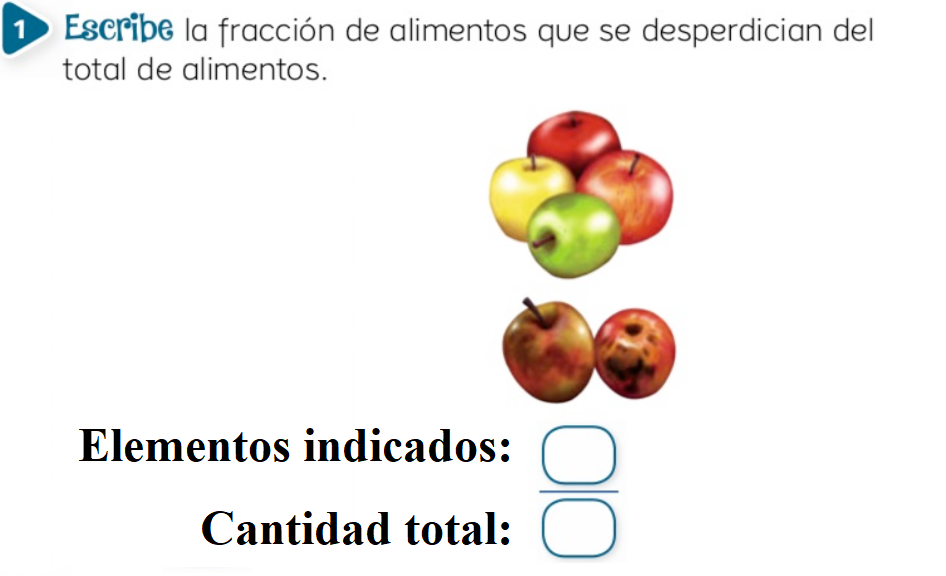 1 Escribe la fracción de alimentos que se desperdician del
total de alimentos.
Elementos indicados:
Cantidad total: